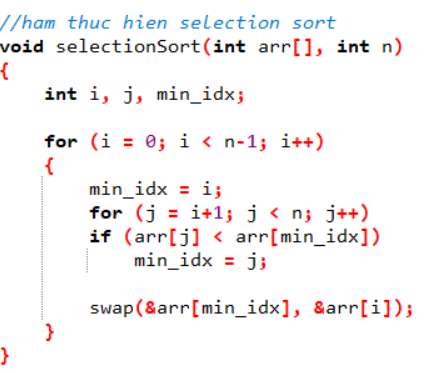 //ham thuc hien selection sort
void selectionSort(int arr[], int n)
{
    int i, j, min_idx;

    for (i = 0; i < n-1; i++)
    {
        min_idx = i;
        for (j = i+1; j < n; j++)
        if (arr[j] < arr[min_idx])
            min_idx = j;

        swap(&arr[min_idx], &arr[i]);
    }
}